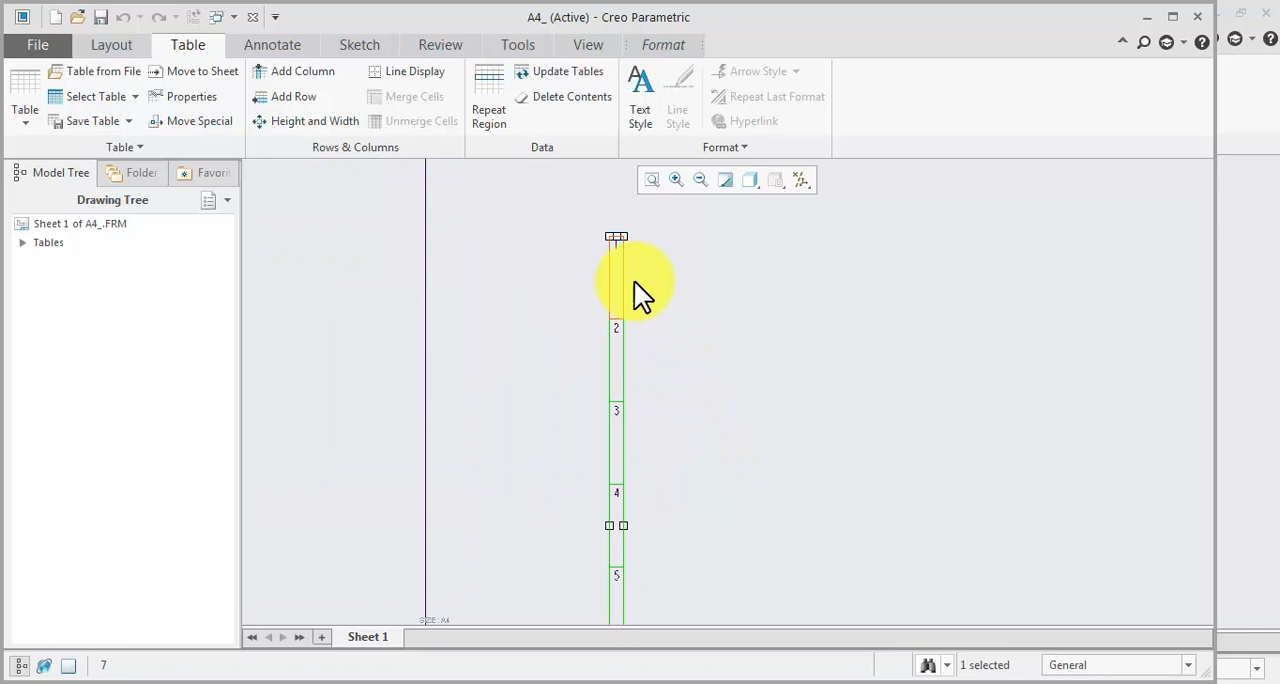 A4_ (Active) - Creo Parametric
File Layout Table Annotate Sketch Review Tools View Format
Table
Table from File
Select Table
Save Table
Move to Sheet
Properties
Move Special
Table
Add Column
Add Row
Height and Width
Line Display
Merge Cells
Unmerge Cells
Rows & Columns
Repeat
Region
Update Tables
Delete Contents
Data
Text
Style
Line
Style
Arrow Style
Repeat Last Format
Hyperlink
Format
Model Tree Folder Favori
Drawing Tree
Sheet 1 of A4_.FRM
Tables
2
3
4
5
SIZE : A4
Sheet 1
7
1 selected
General